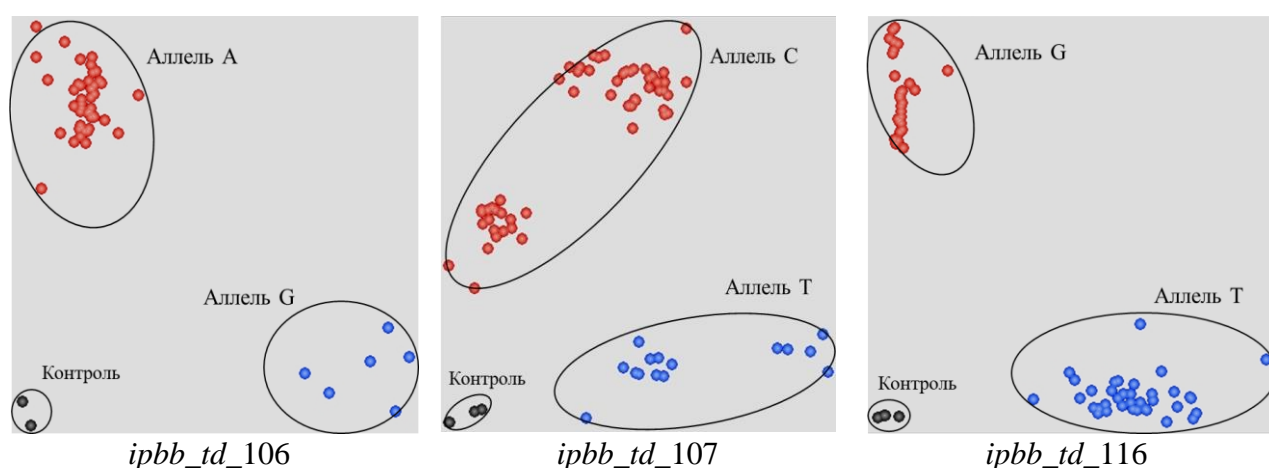 Аллель A
Аллель G
Контроль
ipbb_td_106
Аллель C
Аллель T
Контроль
ipbb_td_107
Аллель G
Аллель T
Контроль
ipbb_td_116